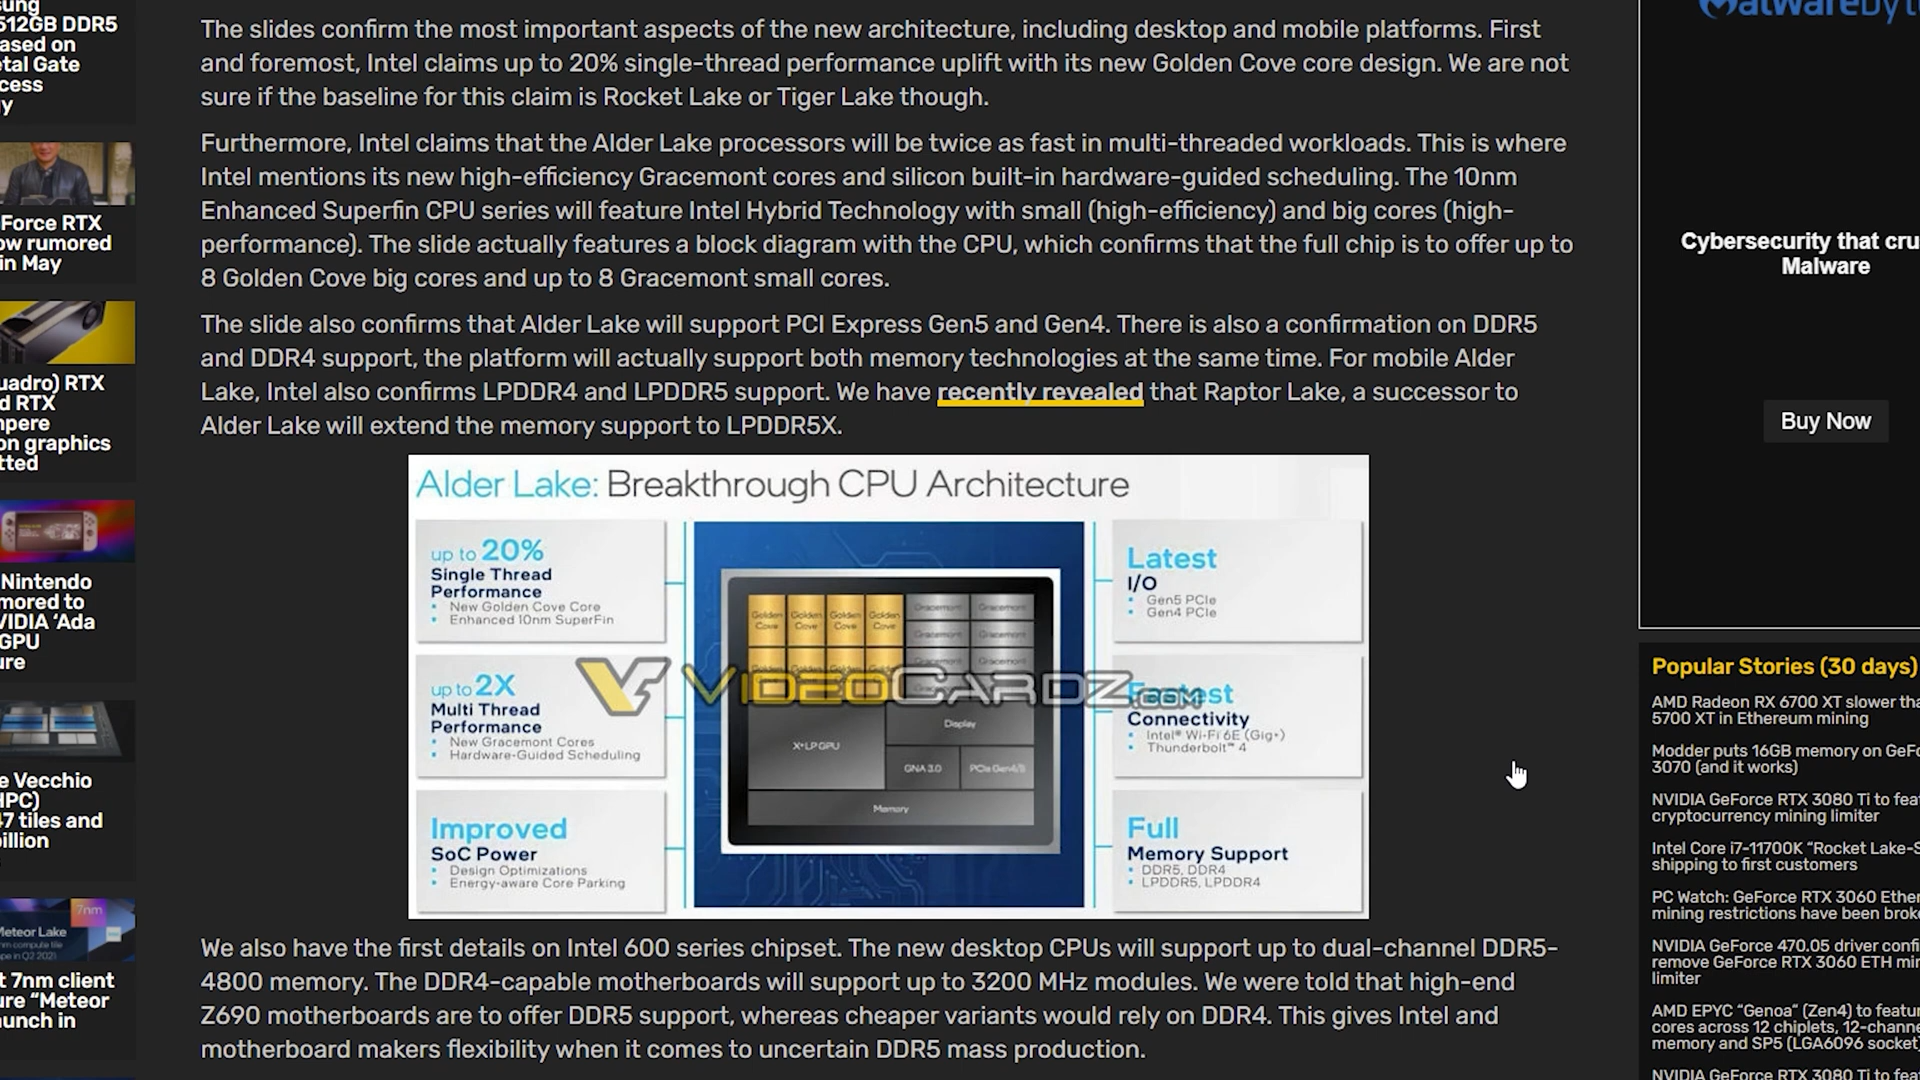 512GB DDR5
ased on
etal Gate
cess
y
Force RTX
ow rumored
in May
uadro) RTX
d RTX
mpere
on graphics
tted
Nintendo
mored to
VIDIA ‘Ada
GPU
ure
e Vecchio
HPC)
47 tiles and
billion
7nm
Meteor Lake
t 7nm client
ure “Meteor
aunch in
The slides confirm the most important aspects of the new architecture, including desktop and mobile platforms. First
and foremost, Intel claims up to 20% single-thread performance uplift with its new Golden Cove core design. We are not
sure if the baseline for this claim is Rocket Lake or Tiger Lake though.
Furthermore, Intel claims that the Alder Lake processors will be twice as fast in multi-threaded workloads. This is where
Intel mentions its new high-efficiency Gracemont cores and silicon built-in hardware-guided scheduling. The 10nm
Enhanced Superfin CPU series will feature Intel Hybrid Technology with small (high-efficiency) and big cores (high-
performance). The slide actually features a block diagram with the CPU, which confirms that the full chip is to offer up to
8 Golden Cove big cores and up to 8 Gracemont small cores.
The slide also confirms that Alder Lake will support PCI Express Gen5 and Gen4. There is also a confirmation on DDR5
and DDR4 support, the platform will actually support both memory technologies at the same time. For mobile Alder
Lake, Intel also confirms LPDDR4 and LPDDR5 support. We have recently revealed that Raptor Lake, a successor to
Alder Lake will extend the memory support to LPDDR5X.
Alder Lake: Breakthrough CPU Architecture
up to 20%
Single Thread
Performance
• New Golden Cove Core
• Enhanced 10nm SuperFin
up to 2X
Multi Thread
Performance
• New Gracemont Cores
• Hardware-Guided Scheduling
Improved
SoC Power
• Design Optimizations
• Energy-aware Core Parking
Golden Cove Golden Cove Golden Cove Golden Cove Gracemont Gracemont
Gracemont Gracemont
Golden Golden Golden Golden Gracemont Gracemont
VideoCardz.com
Display
Xe LP GPU
GNA 3.0
PCIe Gen4/5
Memory
Latest
I/O
• Gen5 PCIe
• Gen4 PCIe
Fastest
Connectivity
• Intel® Wi-Fi 6E (Gig+)
• Thunderbolt™ 4
Full
Memory Support
• DDR5, DDR4
• LPDDR5, LPDDR4
We also have the first details on Intel 600 series chipset. The new desktop CPUs will support up to dual-channel DDR5-
4800 memory. The DDR4-capable motherboards will support up to 3200 MHz modules. We were told that high-end
Z690 motherboards are to offer DDR5 support, whereas cheaper variants would rely on DDR4. This gives Intel and
motherboard makers flexibility when it comes to uncertain DDR5 mass production.
Malwareby
Cybersecurity that cru
Malware
Buy Now
Popular Stories (30 days)
AMD Radeon RX 6700 XT slower tha
5700 XT in Ethereum mining
Modder puts 16GB memory on GeFo
3070 (and it works)
NVIDIA GeForce RTX 3080 Ti to feat
cryptocurrency mining limiter
Intel Core i7-11700K “Rocket Lake-S
shipping to first customers
PC Watch: GeForce RTX 3060 Ether
mining restrictions have been broke
NVIDIA GeForce 470.05 driver confi
remove GeForce RTX 3060 ETH min
limiter
AMD EPYC “Genoa” (Zen4) to featur
cores across 12 chiplets, 12-channe
memory and SP5 (LGA6096 socket)
NVIDIA GeForce RTX 3080 Ti to feat